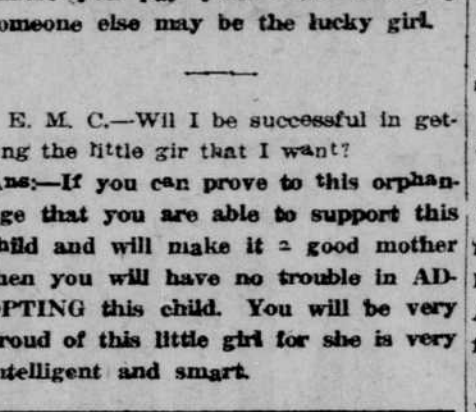 omeone else may be the lucky girl.
E. M. C.—Wil I be successful in get-
ng the little gir that I want?
ns:—If you can prove to this orphan-
ge that you are able to support this
hild and will make it a good mother
hen you will have no trouble in AD-
OPTING this child. You will be very
roud of this little girl for she is very
ntelligent and smart.